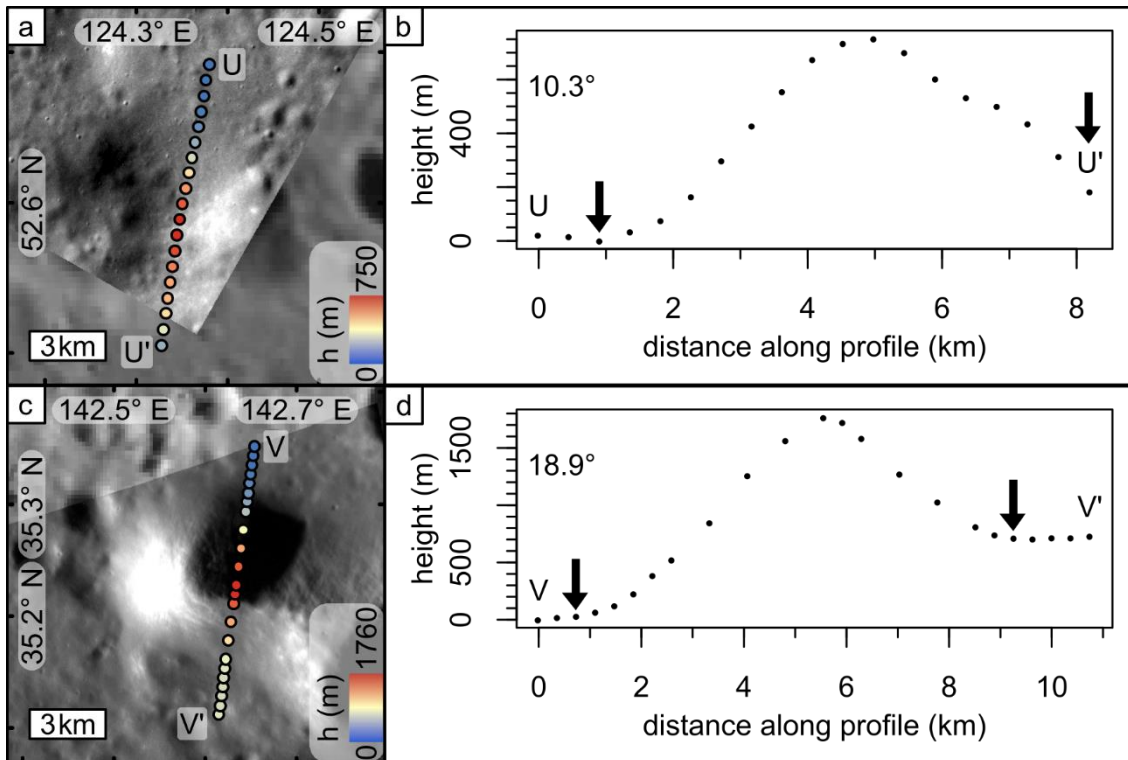 a
124.3° E
124.5° E
U
52.6° N
U'
3km
h (m)
0
750
b
10.3°
U
U'
height (m)
0
400
0
2
4
6
8
distance along profile (km)
c
142.5° E
142.7° E
V
35.3° N
35.2° N
V'
3km
h (m)
0
1760
d
18.9°
V
V'
height (m)
0
500
1500
0
2
4
6
8
10
distance along profile (km)